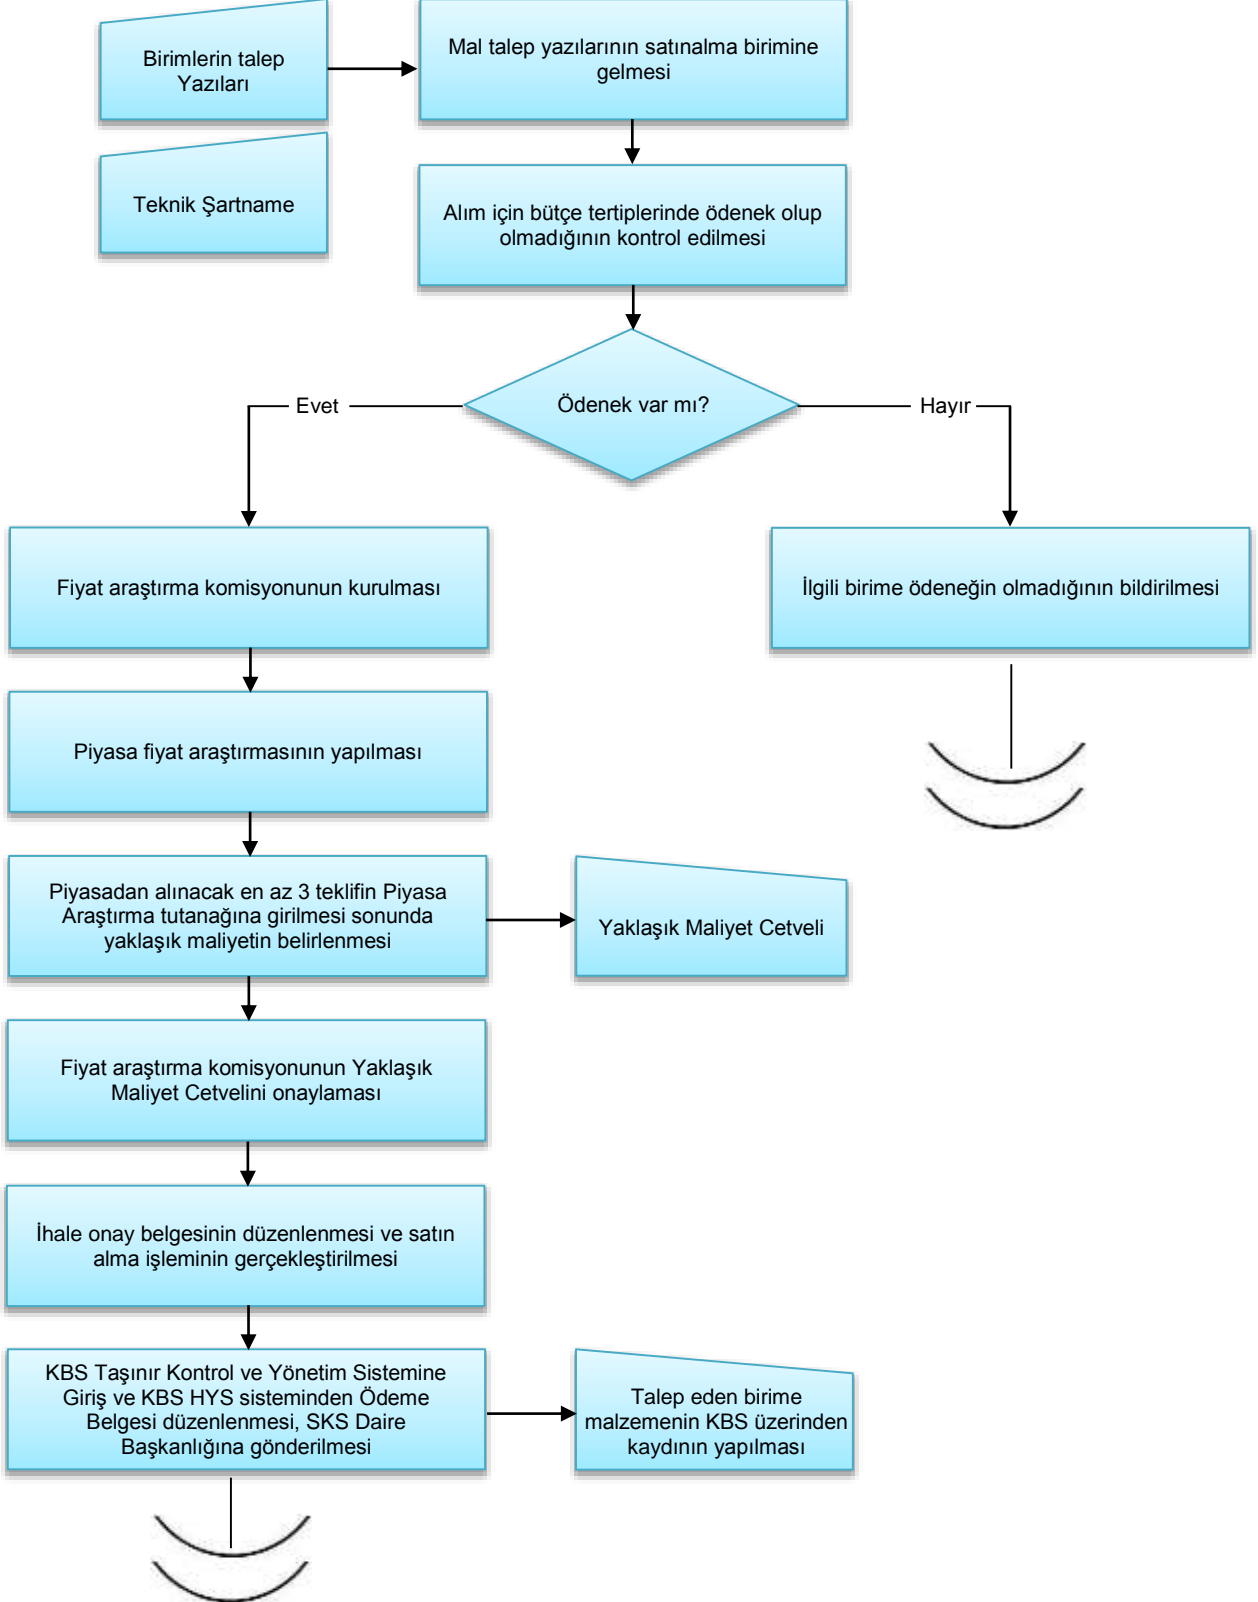 Birimlerin talep
Yazıları
Mal talep yazılarının satınalma birimine
gelmesi
Teknik Şartname
Alım için bütçe tertiplerinde ödenek olup
olmadığının kontrol edilmesi
Ödenek var mı?
Evet
Hayır
Fiyat araştırma komisyonunun kurulması
İlgili birime ödeneğin olmadığının bildirilmesi
Piyasa fiyat araştırmasının yapılması
Piyasadan alınacak en az 3 teklifin Piyasa
Araştırma tutanağına girilmesi sonunda
yaklaşık maliyetin belirlenmesi
Yaklaşık Maliyet Cetveli
Fiyat araştırma komisyonunun Yaklaşık
Maliyet Cetvelini onaylaması
İhale onay belgesinin düzenlenmesi ve satın
alma işleminin gerçekleştirilmesi
KBS Taşınır Kontrol ve Yönetim Sistemine
Giriş ve KBS HYS sisteminden Ödeme
Belgesi düzenlenmesi, SKS Daire
Başkanlığına gönderilmesi
Talep eden birime
malzemenin KBS üzerinden
kaydının yapılması